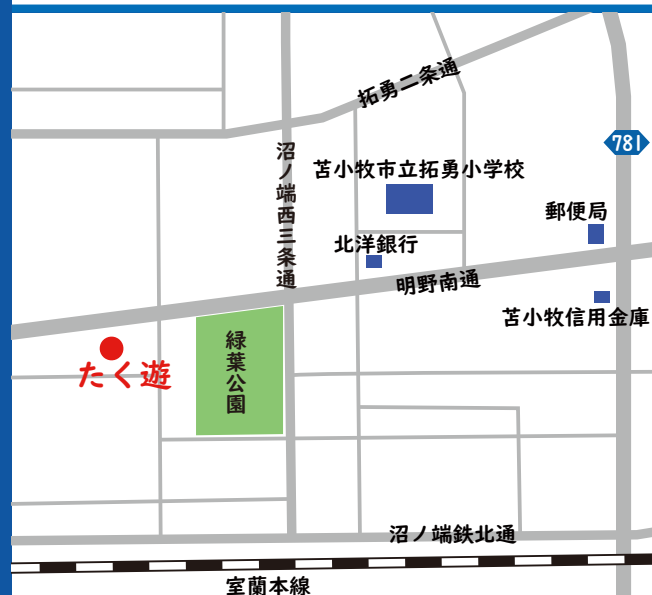 拓勇二条通
781
沼ノ端西三条通
苫小牧市立拓勇小学校
郵便局
北洋銀行
明野南通
苫小牧信用金庫
緑葉公園
たく遊
沼ノ端鉄北通
室蘭本線